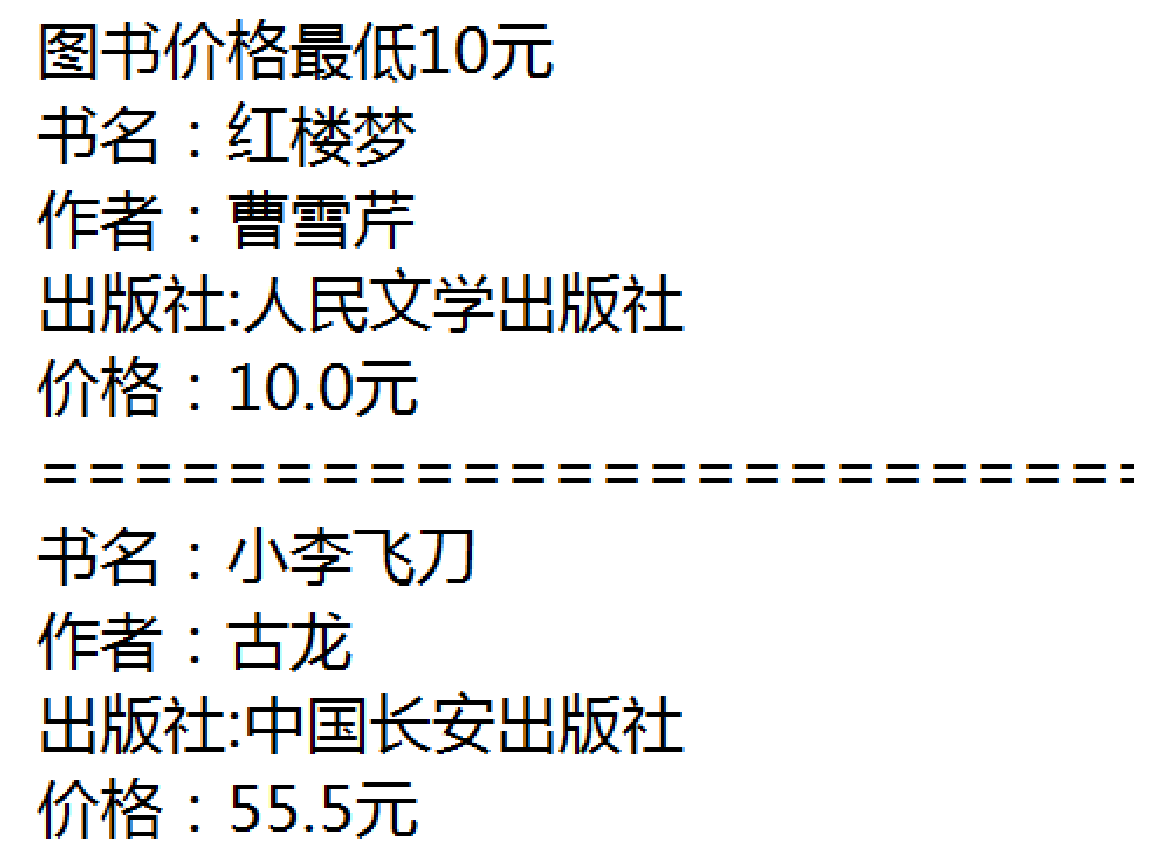 图书价格最低10元
书名：红楼梦
作者：曹雪芹
出版社:人民文学出版社
价格：10.0元
========================
书名：小李飞刀
作者：古龙
出版社:中国长安出版社
价格：55.5元